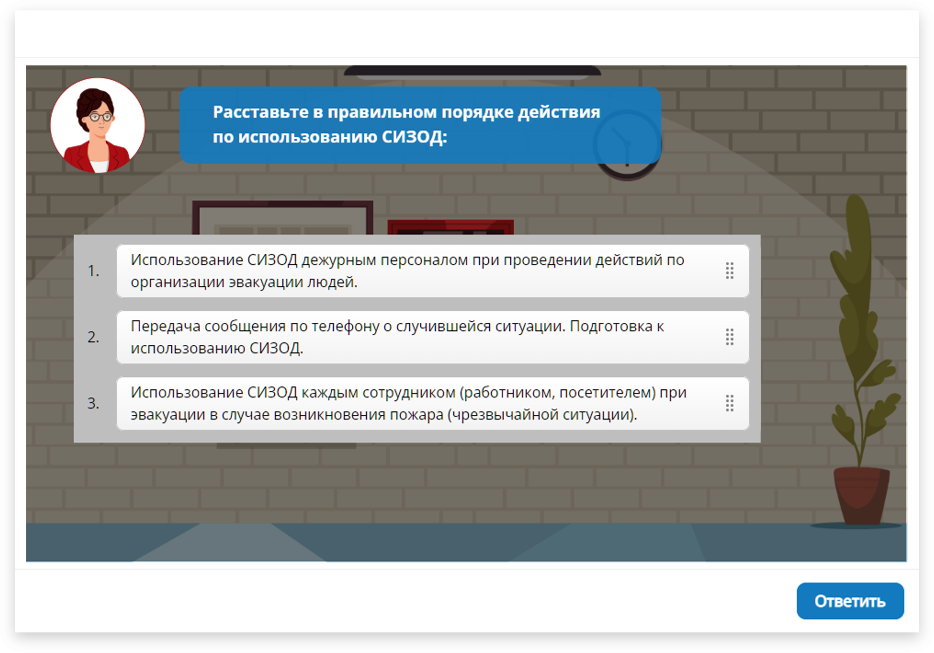 Расставьте в правильном порядке действия
по использованию СИЗОД:
1. Использование СИЗОД дежурным персоналом при проведении действий по
организации эвакуации людей.
2. Передача сообщения по телефону о случившейся ситуации. Подготовка к
использованию СИЗОД.
3. Использование СИЗОД каждым сотрудником (работником, посетителем) при
эвакуации в случае возникновения пожара (чрезвычайной ситуации).
Ответить